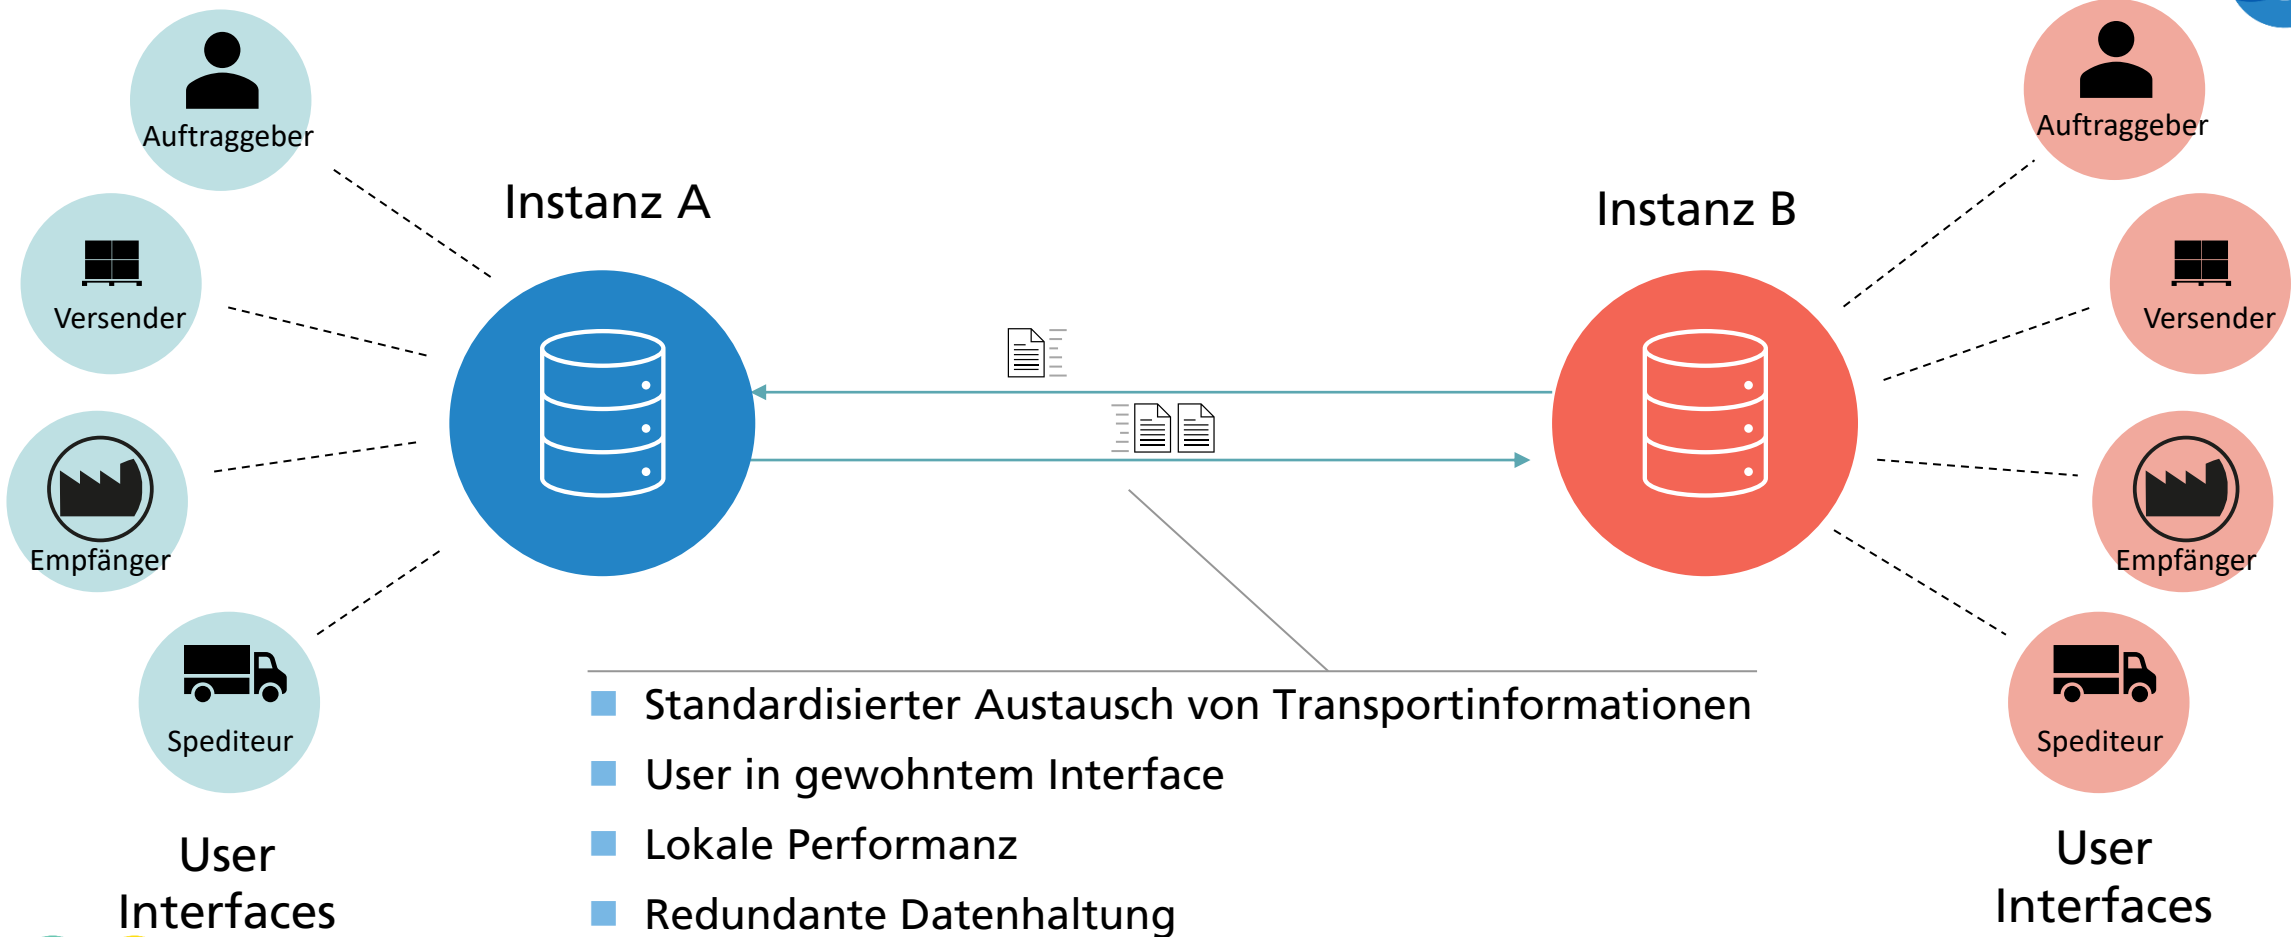 Auftraggeber
Versender
Empfänger
Spediteur
User
Interfaces
Instanz A
Instanz B
Standardisierter Austausch von Transportinformationen
User in gewohntem Interface
Lokale Performanz
Redundante Datenhaltung
Auftraggeber
Versender
Empfänger
Spediteur
User
Interfaces